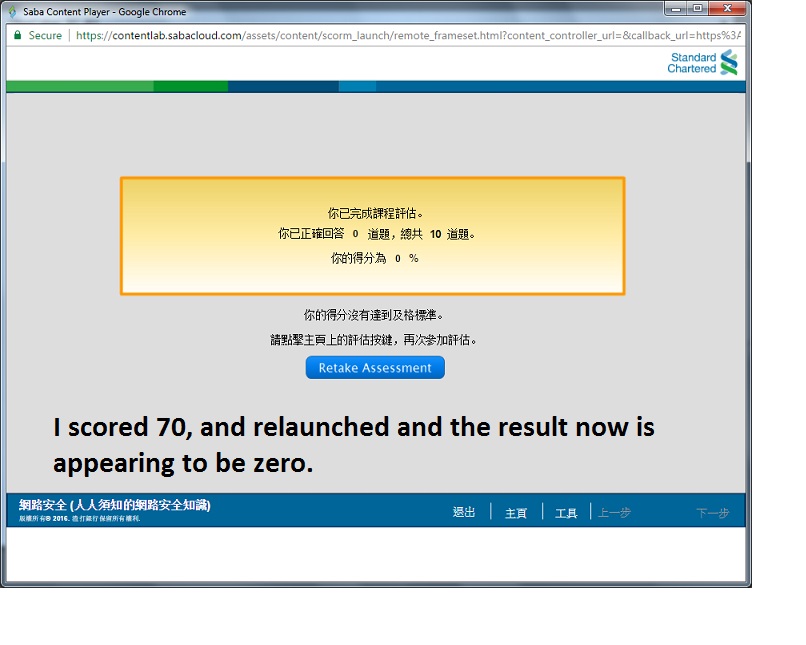 Saba Content Player - Google Chrome
Secure https://contentlab.sabacloud.com/assets/content/scorm_launch/remote_frameset.html?content_controller_url=&callback_url=https%3A
Standard
Chartered
你已完成課程評估。
你已正確回答 0 道題，總共 10 道題。
你的得分為 0 %
你的得分沒有達到及格標準。
請點擊主頁上的評估按鍵，再次參加評估。
Retake Assessment
I scored 70, and relaunched and the result now is
appearing to be zero.
網路安全 (人人須知的網路安全知識)
版權所有© 2016. 渣打銀行保留所有權利.
退出 主頁 工具 上一步 下一步